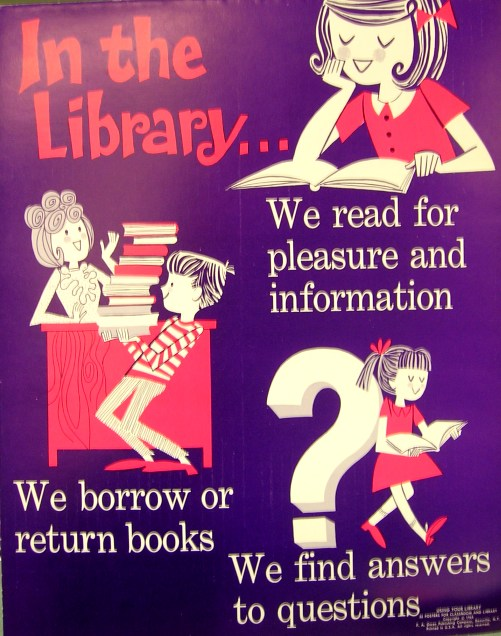 In the
Library...
We read for
pleasure and
information
We borrow or
return books
We find answers
to questions
USING YOUR LIBRARY